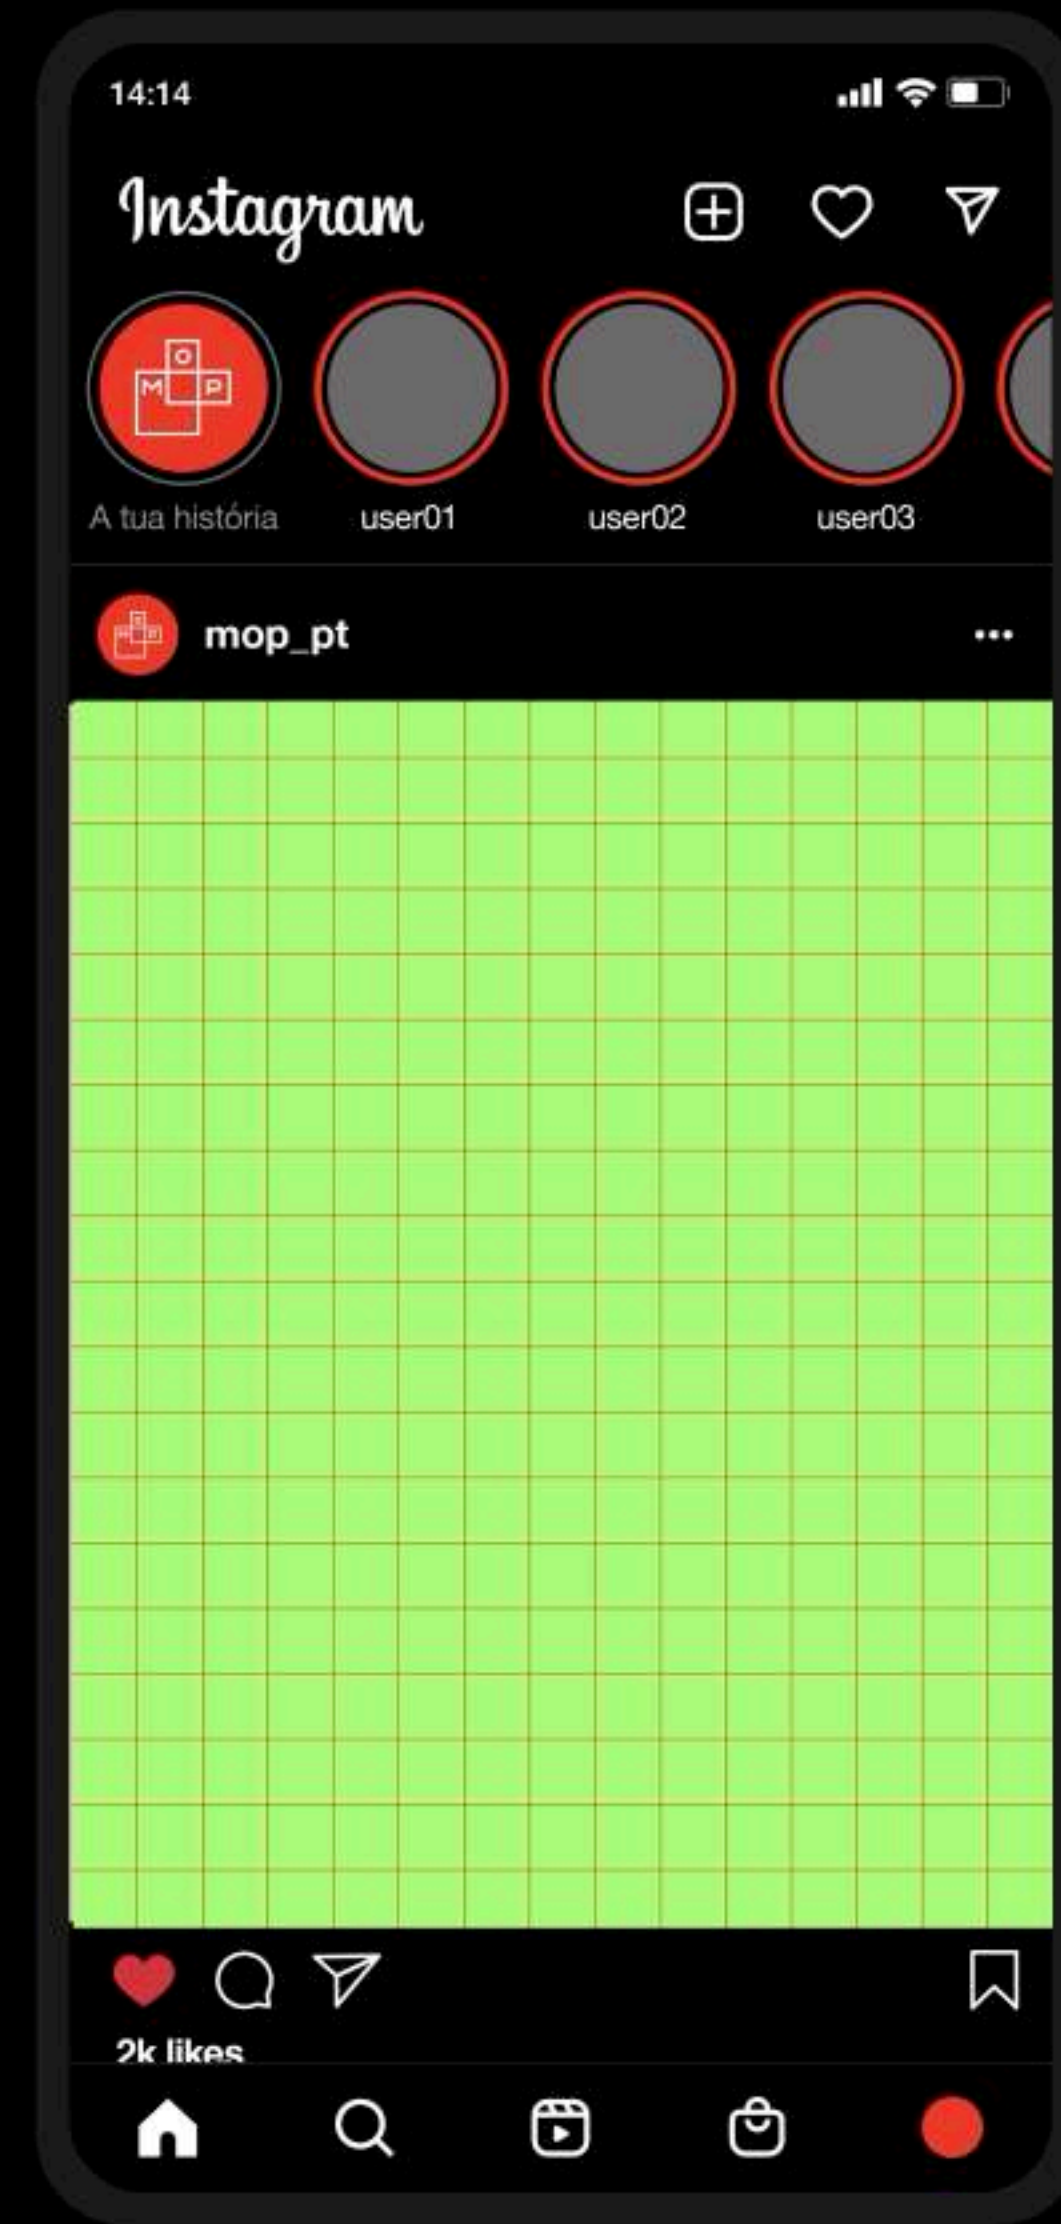 14:14
Instagram
O
M P
A tua história user01 user02 user03
mop_pt
2k likes